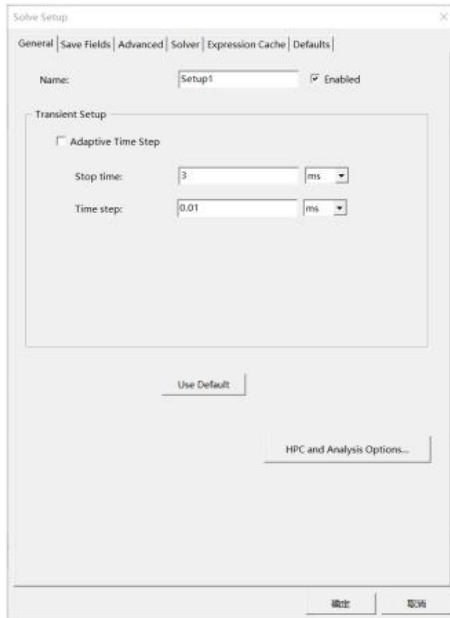 Solve Setup
General Save Fields Advanced Solver Expression Cache Defaults
Name: Setup1 Enabled
Transient Setup
Adaptive Time Step
Stop time: 3 ms
Time step: 0.01 ms
Use Default
HPC and Analysis Options...
确定 取消